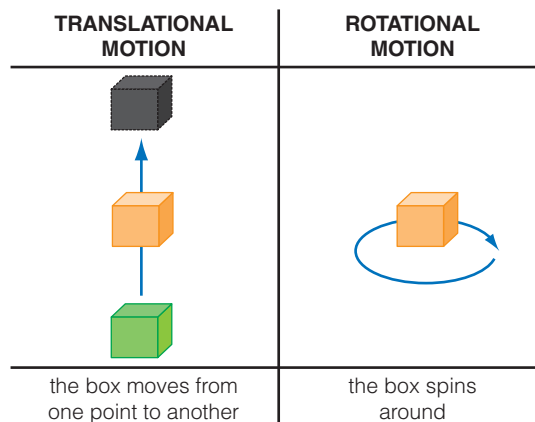 TRANSLATIONAL
MOTION
ROTATIONAL
MOTION
the box moves from
one point to another
the box spins
around